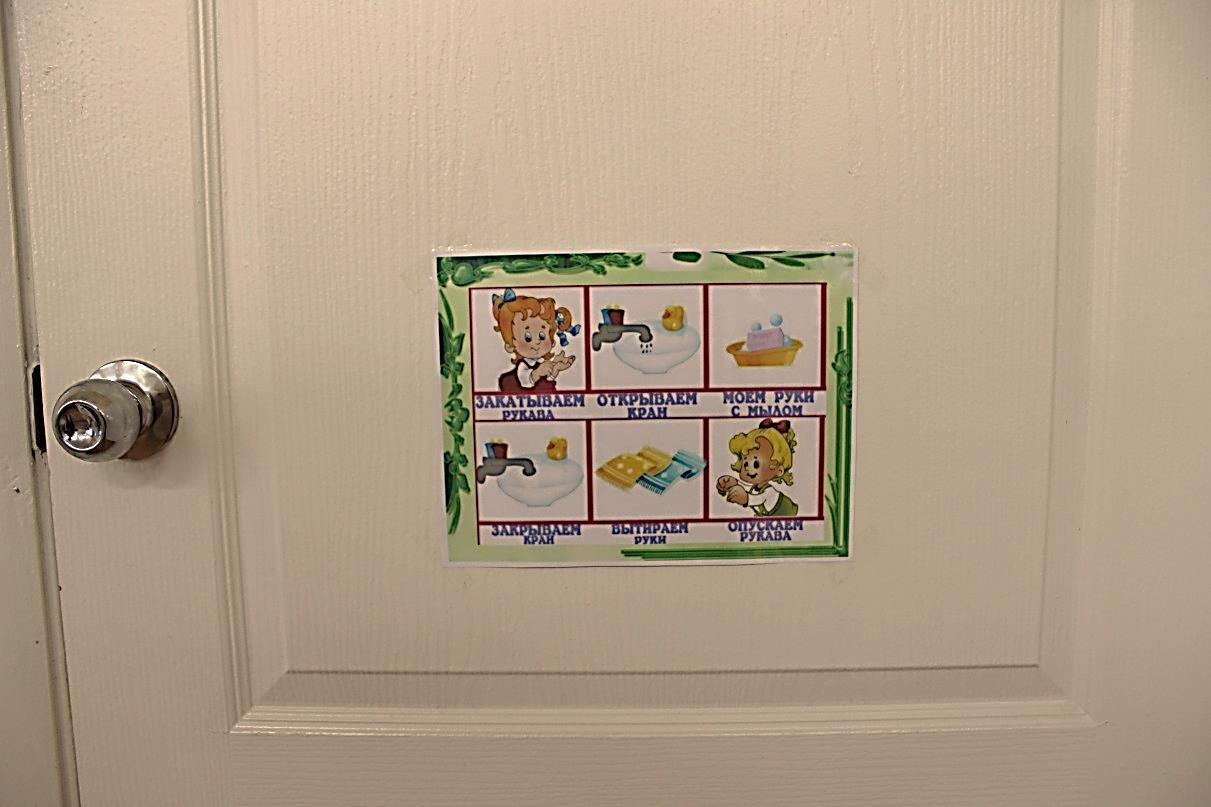 ЗАКАТЫВАЕМ
РУКАВА
ОТКРЫВАЕМ
КРАН
МОЕМ РУКИ
С МЫЛОМ
ЗАКРЫВАЕМ
КРАН
ВЫТИРАЕМ
РУКИ
ОПУСКАЕМ
РУКАВА